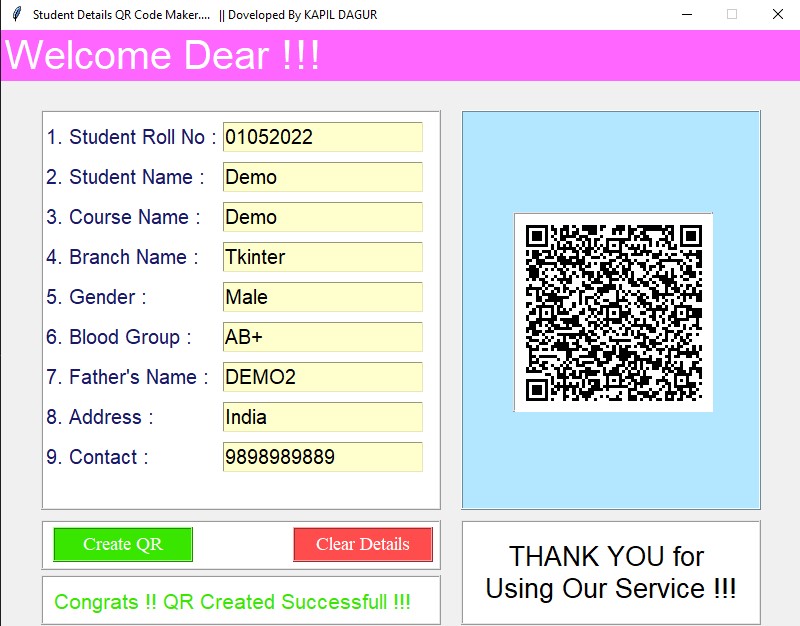 Student Details QR Code Maker.... || Doveloped By KAPIL DAGUR
Welcome Dear !!!
1. Student Roll No : 01052022
2. Student Name : Demo
3. Course Name : Demo
4. Branch Name : Tkinter
5. Gender : Male
6. Blood Group : AB+
7. Father's Name : DEMO2
8. Address : India
9. Contact : 9898989889
Create QR Clear Details
Congrats !! QR Created Successfull !!!
THANK YOU for
Using Our Service !!!